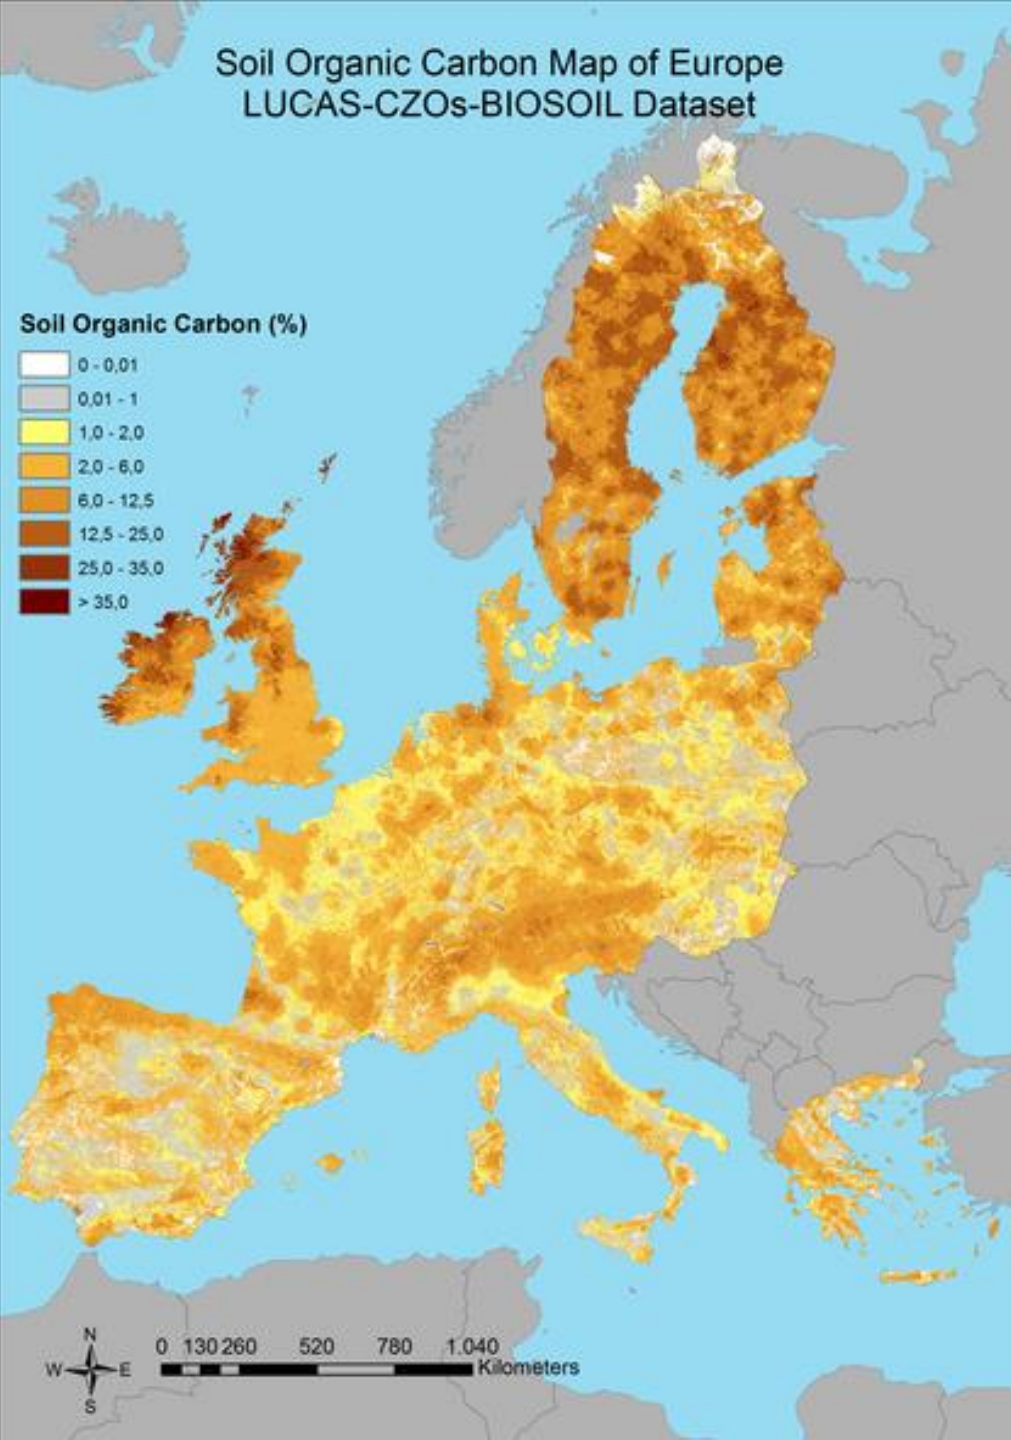 Soil Organic Carbon Map of Europe
LUCAS-CZOs-BIOSOIL Dataset
Soil Organic Carbon (%)
0 - 0,01
0,01 - 1
1,0 - 2,0
2,0 - 6,0
6,0 - 12,5
12,5 - 25,0
25,0 - 35,0
> 35,0
N
W E
S
0 130 260 520 780 1.040
Kilometers